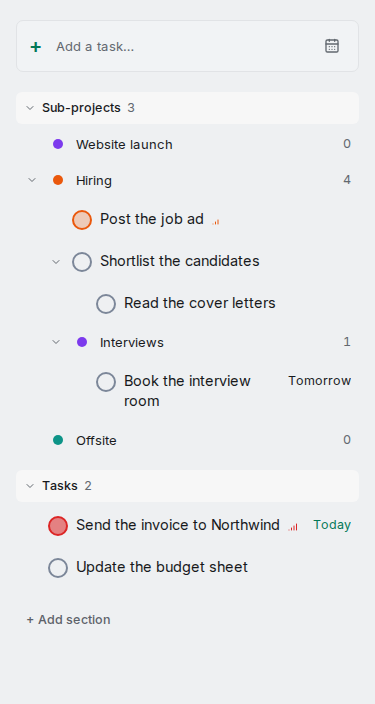 + Add a task...
Sub-projects 3
Website launch 0
Hiring 4
Post the job ad
Shortlist the candidates
Read the cover letters
Interviews 1
Book the interview Tomorrow
room
Offsite 0
Tasks 2
Send the invoice to Northwind Today
Update the budget sheet
+ Add section